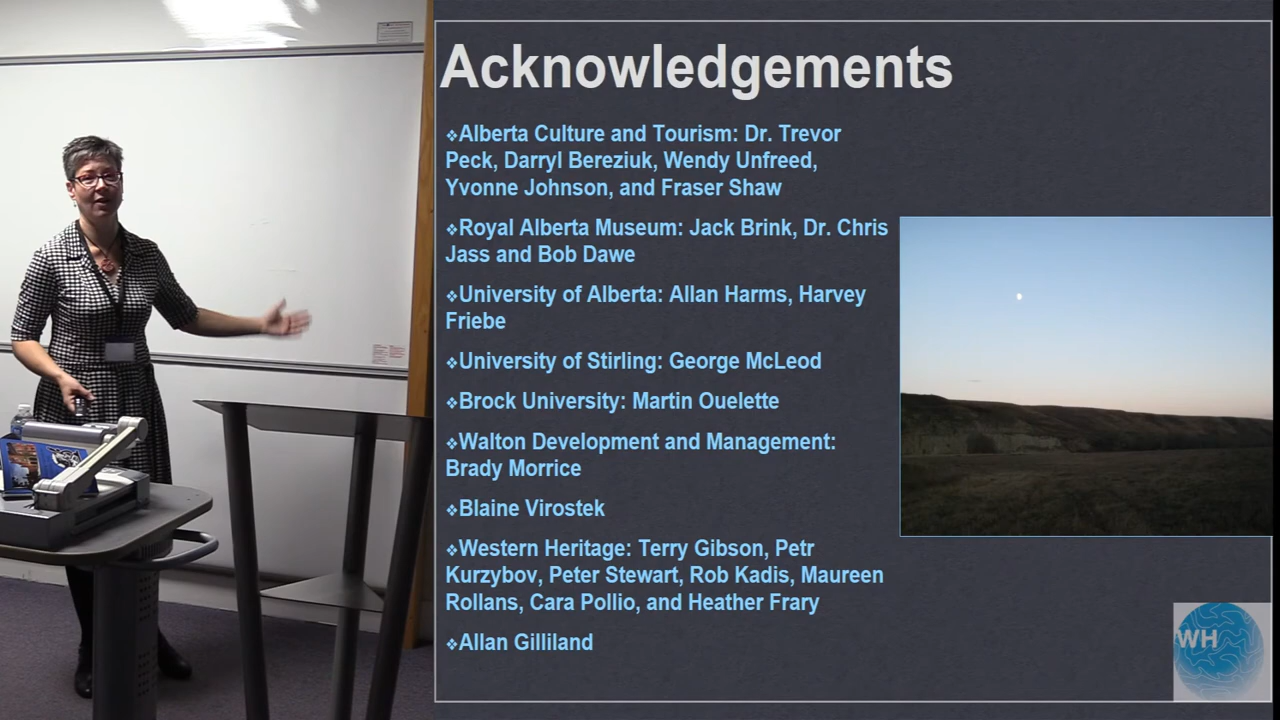 Acknowledgements
❖Alberta Culture and Tourism: Dr. Trevor
Peck, Darryl Bereziuk, Wendy Unfreed,
Yvonne Johnson, and Fraser Shaw
❖Royal Alberta Museum: Jack Brink, Dr. Chris
Jass and Bob Dawe
❖University of Alberta: Allan Harms, Harvey
Friebe
❖University of Stirling: George McLeod
❖Brock University: Martin Ouelette
❖Walton Development and Management:
Brady Morrice
❖Blaine Virostek
❖Western Heritage: Terry Gibson, Petr
Kurzybov, Peter Stewart, Rob Kadis, Maureen
Rollans, Cara Pollio, and Heather Frary
❖Allan Gilliland
WH